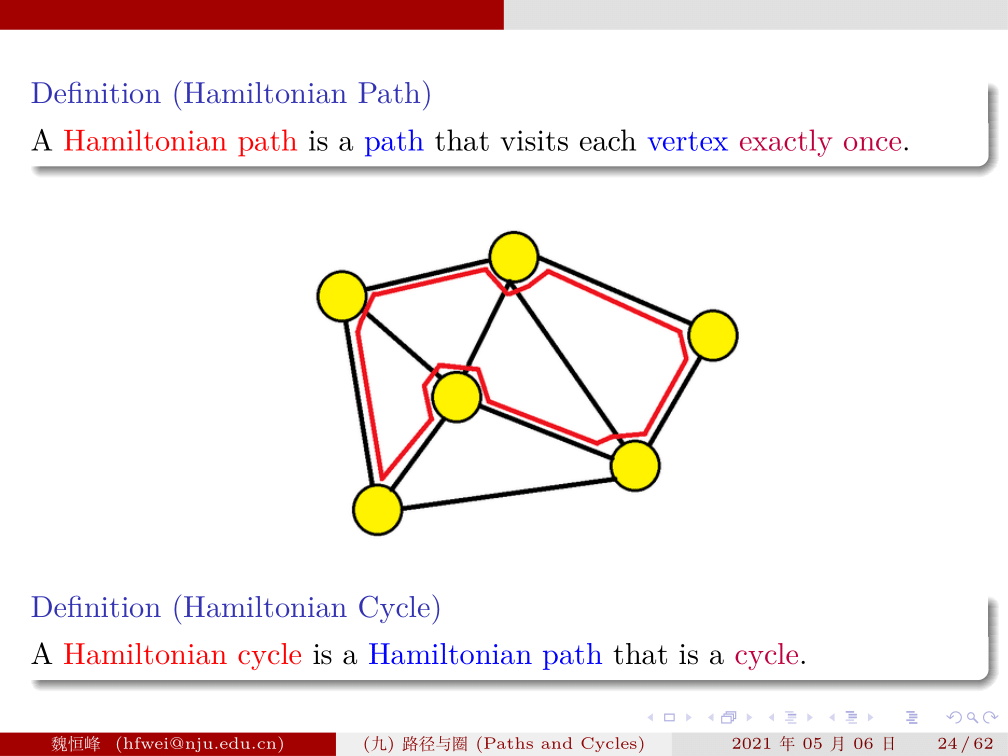 Definition (Hamiltonian Path)
A Hamiltonian path is a path that visits each vertex exactly once.
Definition (Hamiltonian Cycle)
A Hamiltonian cycle is a Hamiltonian path that is a cycle.
魏恒峰 (hfwei@nju.edu.cn) (九) 路径与圈 (Paths and Cycles) 2021 年 05 月 06 日 24 / 62